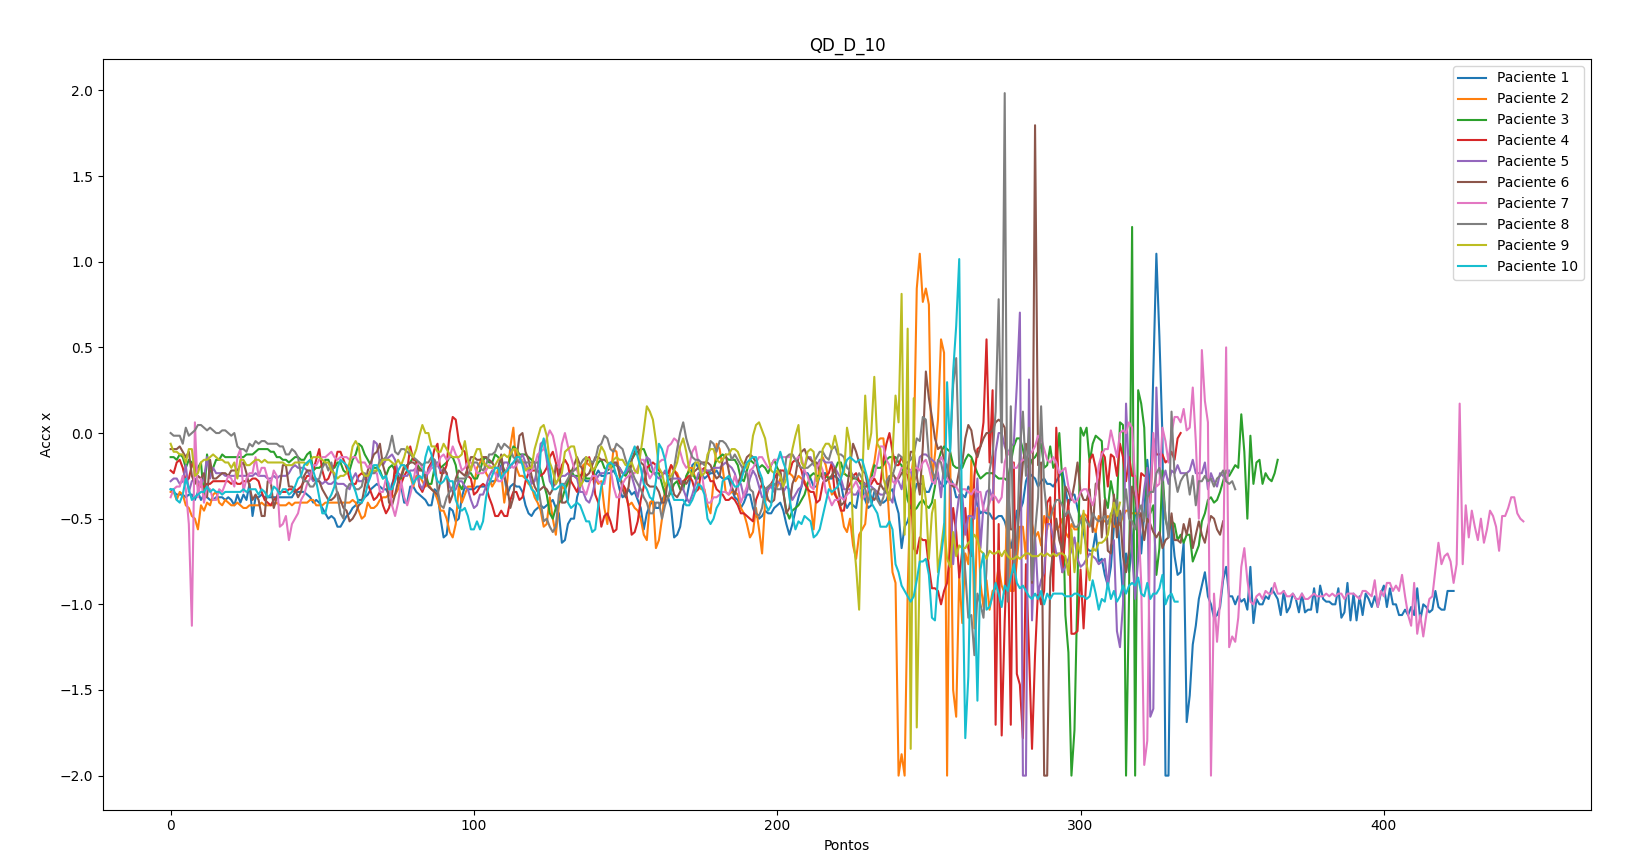 QD_D_10
2.0
1.5
1.0
0.5
0.0
−0.5
−1.0
−1.5
−2.0
Accx x
0 100 200 300 400
Pontos
Paciente 1
Paciente 2
Paciente 3
Paciente 4
Paciente 5
Paciente 6
Paciente 7
Paciente 8
Paciente 9
Paciente 10